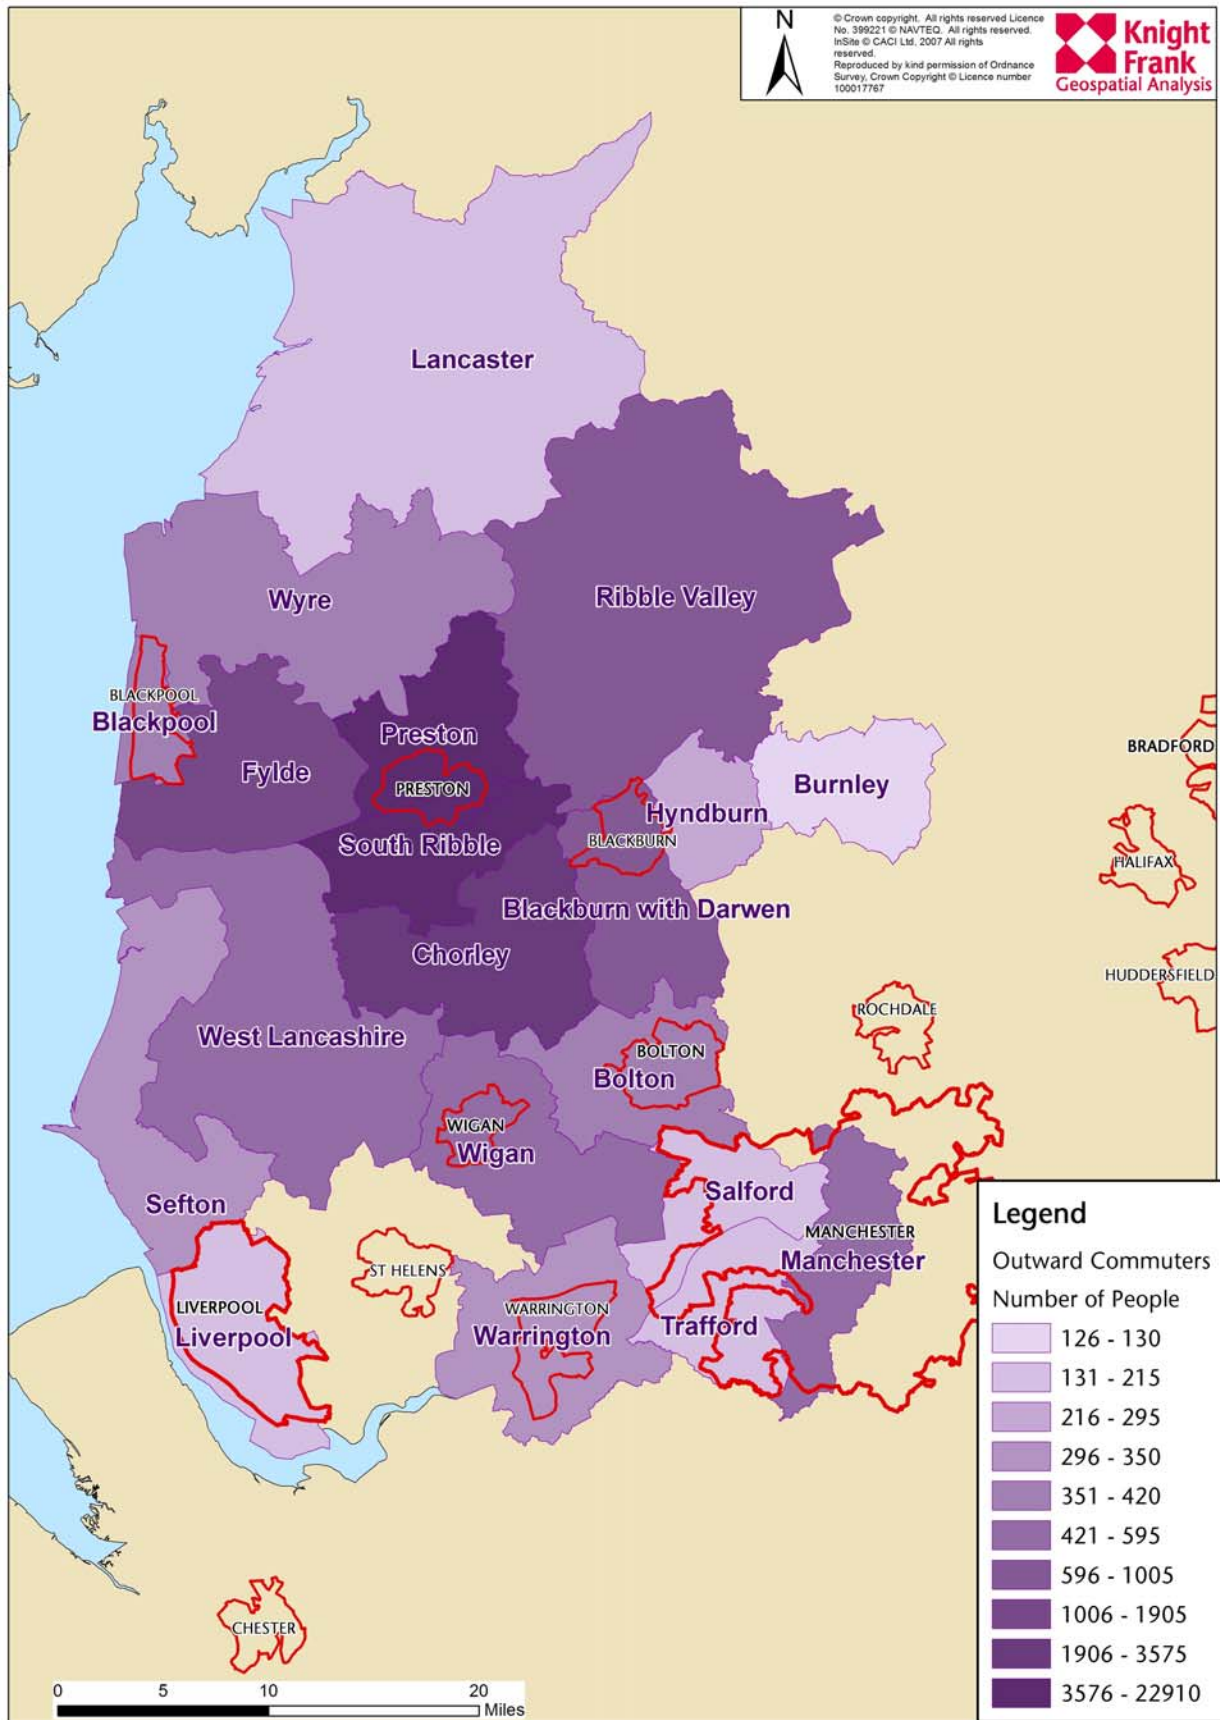 N
© Crown copyright. All rights reserved Licence
No. 399221 © NAVTEQ. All rights reserved.
InSite © CACI Ltd, 2007 All rights
reserved.
Reproduced by kind permission of Ordnance
Survey, Crown Copyright © Licence number
100017767
Knight
Frank
Geospatial Analysis
Lancaster
Wyre
Ribble Valley
BLACKPOOL
Blackpool
Preston
Fylde
PRESTON
Burnley
BRADFORD
Hyndburn
South Ribble
BLACKBURN
HALIFAX
Blackburn with Darwen
Chorley
HUDDERSFIELD
ROCHDALE
West Lancashire
BOLTON
Bolton
WIGAN
Wigan
Sefton
Salford
MANCHESTER
Manchester
ST HELENS
LIVERPOOL
Liverpool
WARRINGTON
Warrington
Trafford
Legend
Outward Commuters
Number of People
126 - 130
131 - 215
216 - 295
296 - 350
351 - 420
421 - 595
596 - 1005
1006 - 1905
1906 - 3575
3576 - 22910
CHESTER
0 5 10 20
Miles